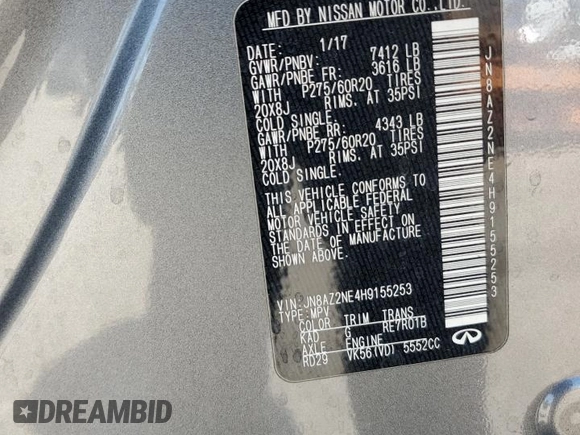 MFD BY NISSAN MOTOR CO.,LTD.
DATE: 1/17
GVWR/PNBV: 7412 LB
GAWR/PNBE FR: 3616 LB
WITH P275/60R20 TIRES
20X8J RIMS. AT 35PSI
COLD SINGLE.
GAWR/PNBE RR: 4343 LB
WITH P275/60R20 TIRES
20X8J RIMS. AT 35PSI
COLD SINGLE.
THIS VEHICLE CONFORMS TO
ALL APPLICABLE FEDERAL
MOTOR VEHICLE SAFETY
STANDARDS IN EFFECT ON
THE DATE OF MANUFACTURE
SHOWN ABOVE.
VIN:JN8AZ2NE4H9155253
TYPE:MPV
COLOR TRIM TRANS
KAD G RE7R01B
AXLE ENGINE
RD29 VK56(VD) 5552CC
INFINITI
JN8AZ2NE4H9155253
DREAMBID